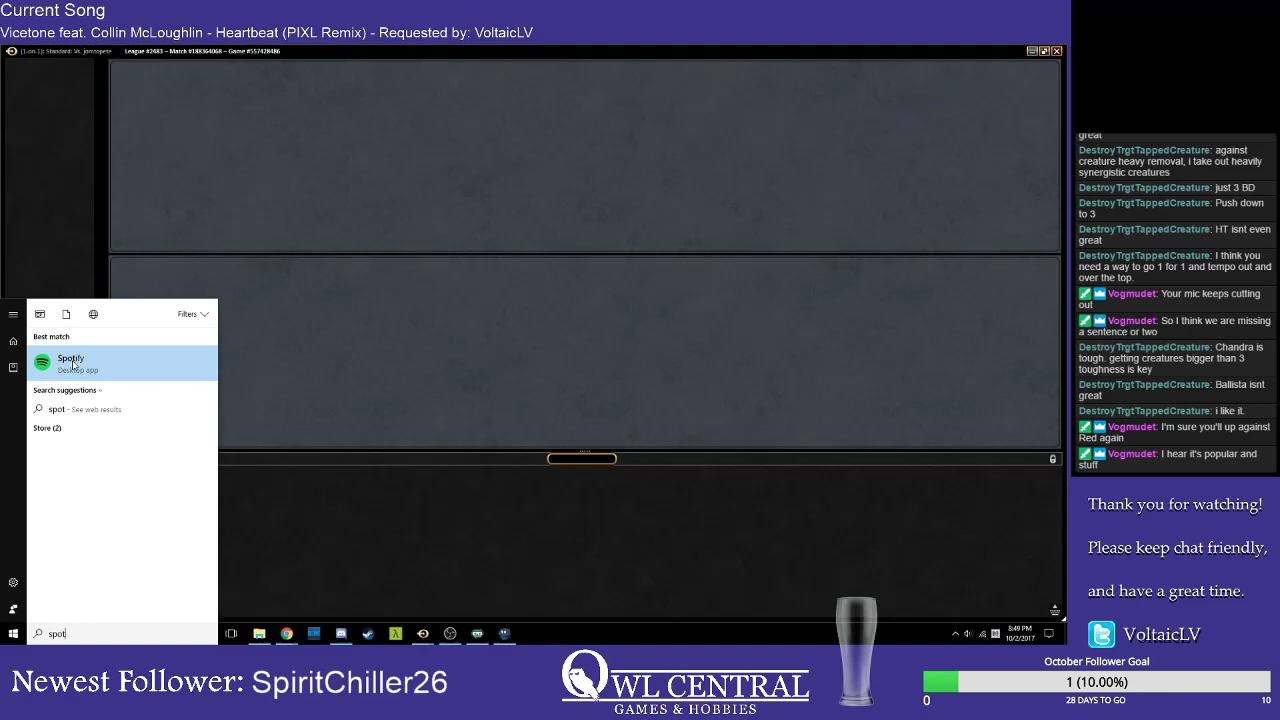 Current Song
Vicetone feat. Collin McLoughlin - Heartbeat (PIXL Remix) - Requested by: VoltaicLV
(1-on-1): Standard: Vs. jomtopete League #2483 – Match #188364068 – Game #557428486
great
DestroyTrgtTappedCreature: against
creature heavy removal, i take out heavily
synergistic creatures
DestroyTrgtTappedCreature: just 3 BD
DestroyTrgtTappedCreature: Push down
to 3
DestroyTrgtTappedCreature: HT isnt even
great
DestroyTrgtTappedCreature: I think you
need a way to go 1 for 1 and tempo out and
over the top.
Vogmudet: Your mic keeps cutting
out
Vogmudet: So I think we are missing
a sentence or two
DestroyTrgtTappedCreature: Chandra is
tough. getting creatures bigger than 3
toughness is key
DestroyTrgtTappedCreature: Ballista isnt
great
DestroyTrgtTappedCreature: i like it.
Vogmudet: I'm sure you'll up against
Red again
Vogmudet: I hear it's popular and
stuff
Filters
Best match
Spotify
Desktop app
Search suggestions »
spot - See web results
Store (2)
spot
8:49 PM
10/2/2017
Thank you for watching!
Please keep chat friendly,
and have a great time.
VoltaicLV
Newest Follower: SpiritChiller26
OWL CENTRAL
GAMES & HOBBIES
October Follower Goal
1 (10.00%)
0 28 DAYS TO GO 10